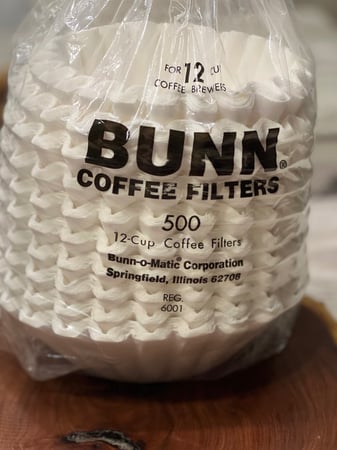 FOR 12 CU
COFFEE BREWERS
BUNN®
COFFEE FILTERS
500
12-Cup Coffee Filters
Bunn-o-Matic® Corporation
Springfield, Illinois 62708
REG.
6001